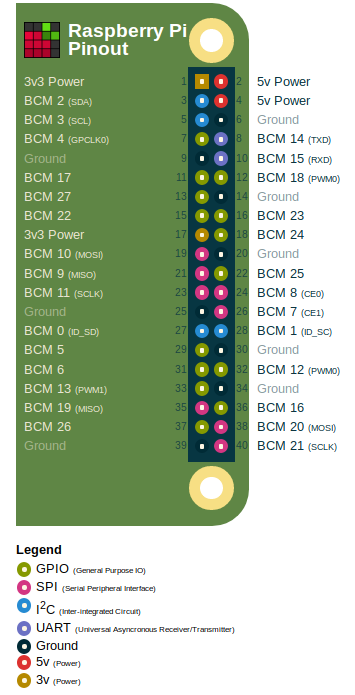 Raspberry Pi
Pinout
3v3 Power 1 2 5v Power
BCM 2 (SDA) 3 4 5v Power
BCM 3 (SCL) 5 6 Ground
BCM 4 (GPCLK0) 7 8 BCM 14 (TXD)
Ground 9 10 BCM 15 (RXD)
BCM 17 11 12 BCM 18 (PWM0)
BCM 27 13 14 Ground
BCM 22 15 16 BCM 23
3v3 Power 17 18 BCM 24
BCM 10 (MOSI) 19 20 Ground
BCM 9 (MISO) 21 22 BCM 25
BCM 11 (SCLK) 23 24 BCM 8 (CE0)
Ground 25 26 BCM 7 (CE1)
BCM 0 (ID_SD) 27 28 BCM 1 (ID_SC)
BCM 5 29 30 Ground
BCM 6 31 32 BCM 12 (PWM0)
BCM 13 (PWM1) 33 34 Ground
BCM 19 (MISO) 35 36 BCM 16
BCM 26 37 38 BCM 20 (MOSI)
Ground 39 40 BCM 21 (SCLK)
Legend
GPIO (General Purpose IO)
SPI (Serial Peripheral Interface)
I²C (Inter-integrated Circuit)
UART (Universal Asyncronous Receiver/Transmitter)
Ground
5v (Power)
3v (Power)